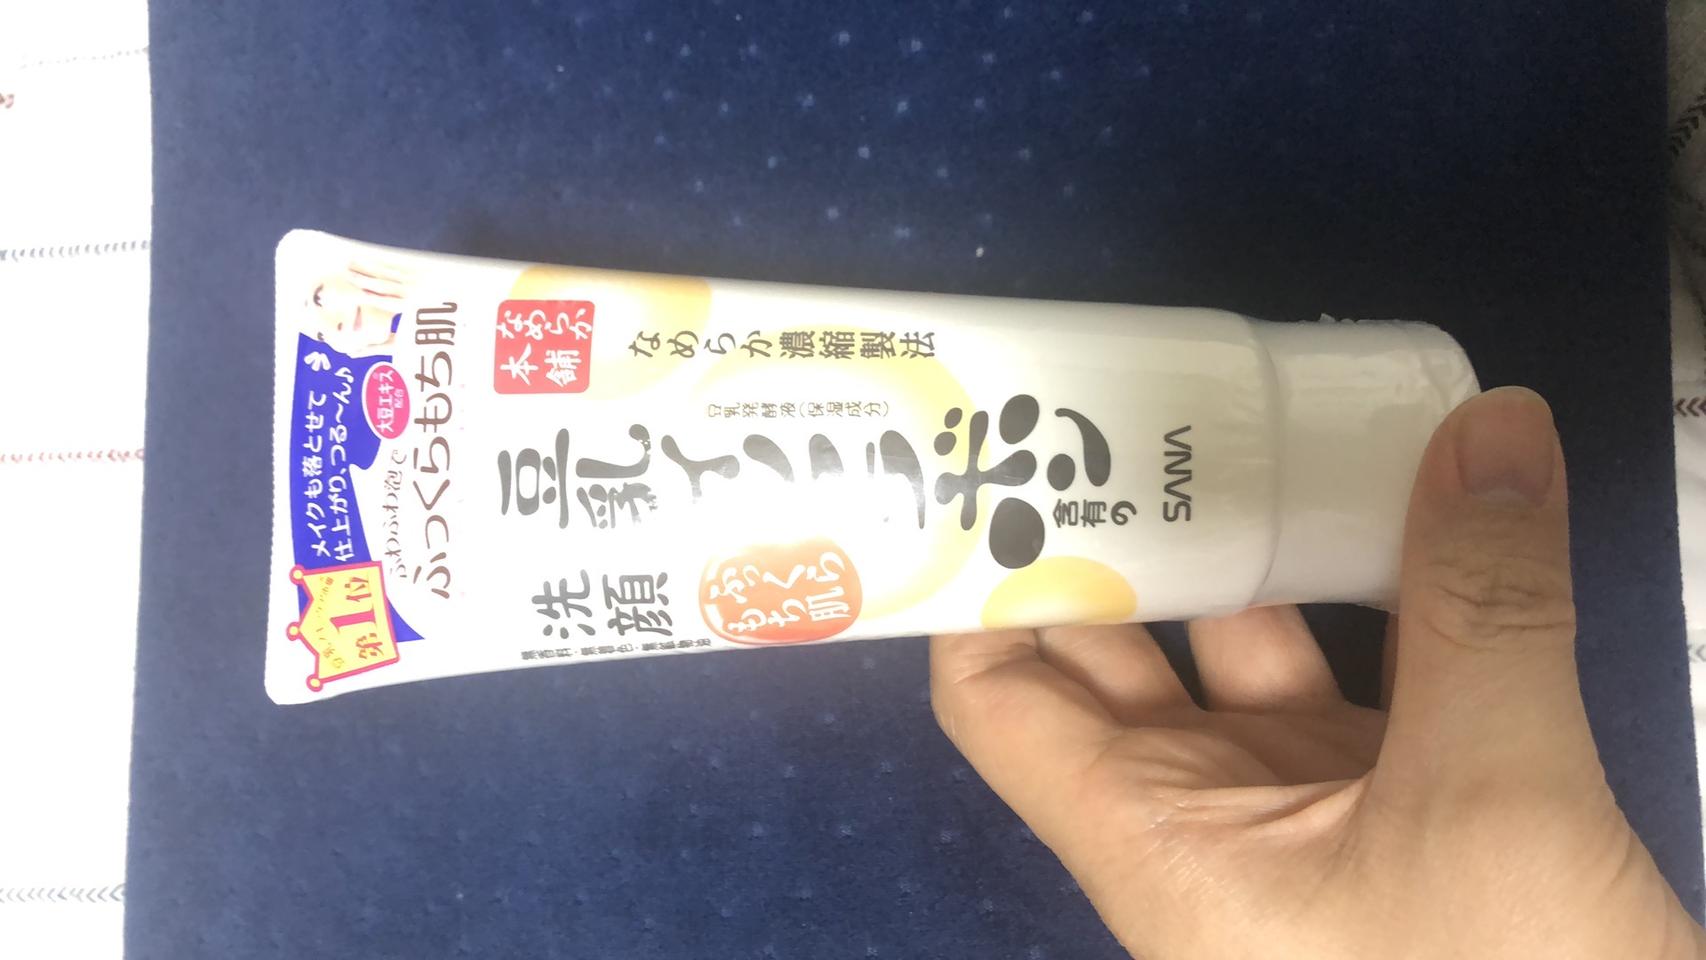 メイクも落とせて
仕上がり、つる〜ん♪
大豆エキス
配合
第1位
ふわふわ泡で
ふっくらもち肌
なめらか
本舗
なめらか濃縮製法
豆乳発酵液(保湿成分)
豆乳イソフラボン
含有の
洗顔
ふっくら
もち肌
無香料・無着色・無鉱物油
SANA